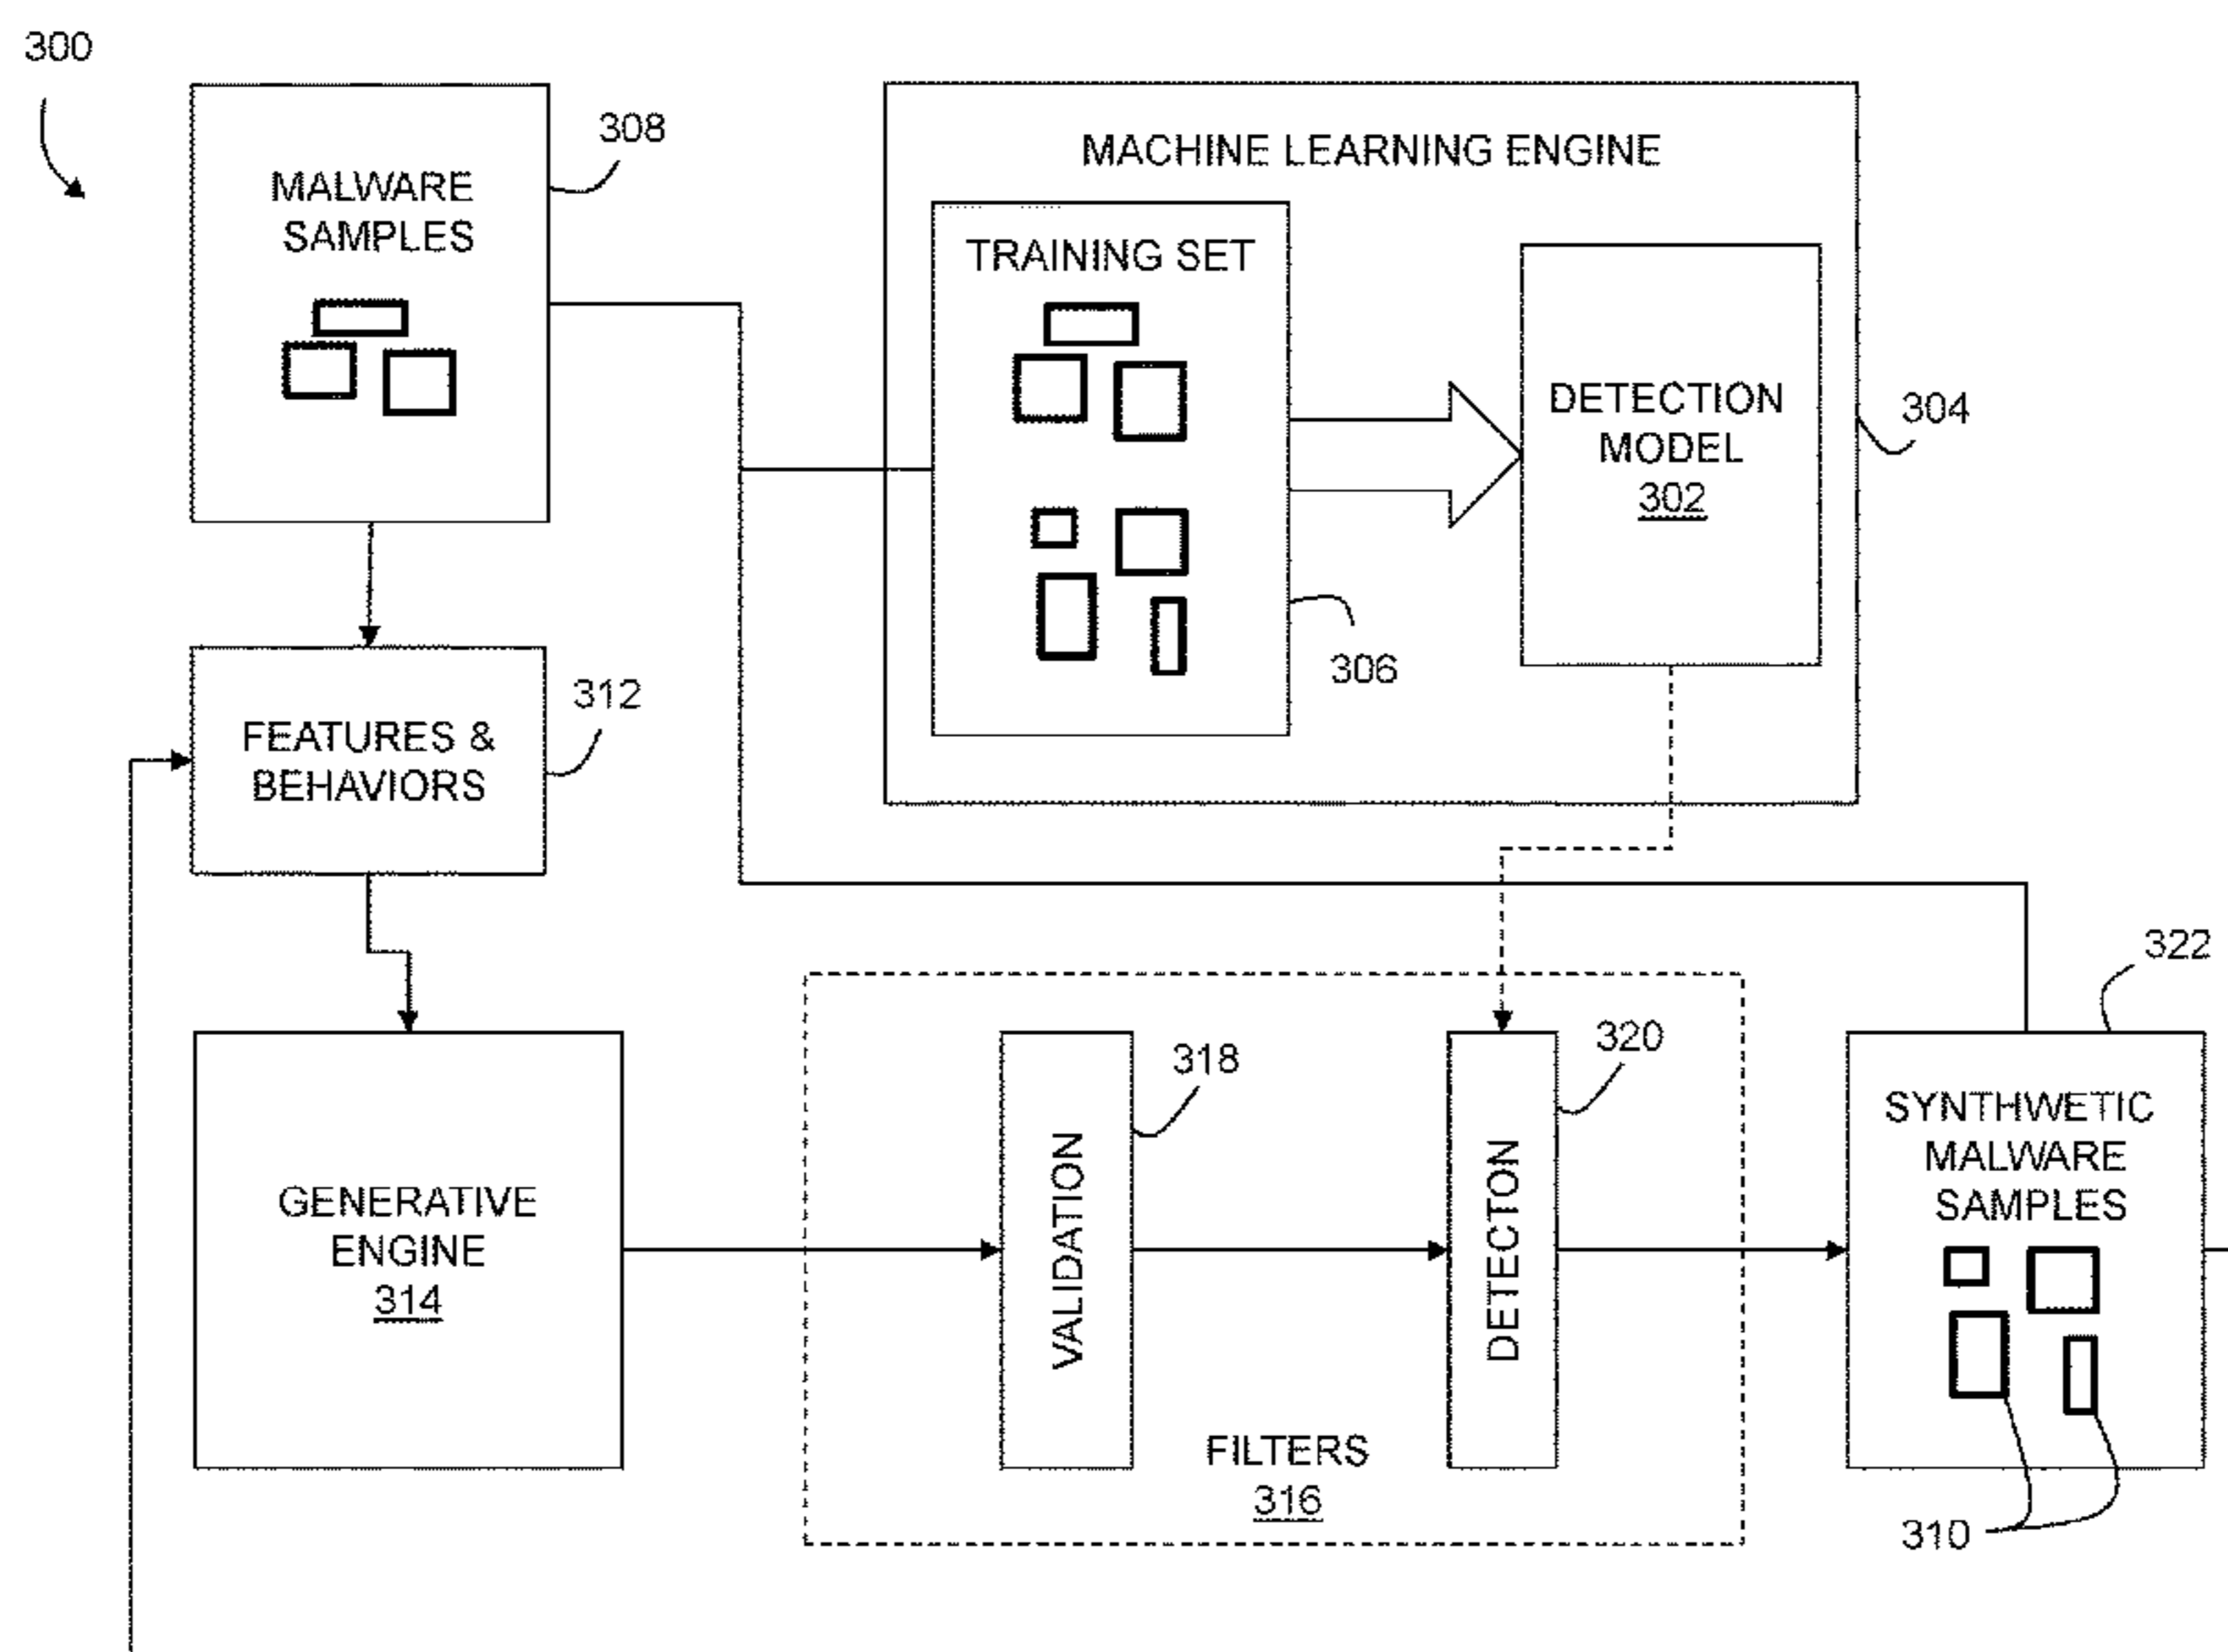 300
MALWARE
SAMPLES
308
MACHINE LEARNING ENGINE
TRAINING SET
306
DETECTION
MODEL
302
304
FEATURES &
BEHAVIORS
312
GENERATIVE
ENGINE
314
VALIDATION
318
DETECTON
320
FILTERS
316
322
SYNTHWETIC
MALWARE
SAMPLES
310